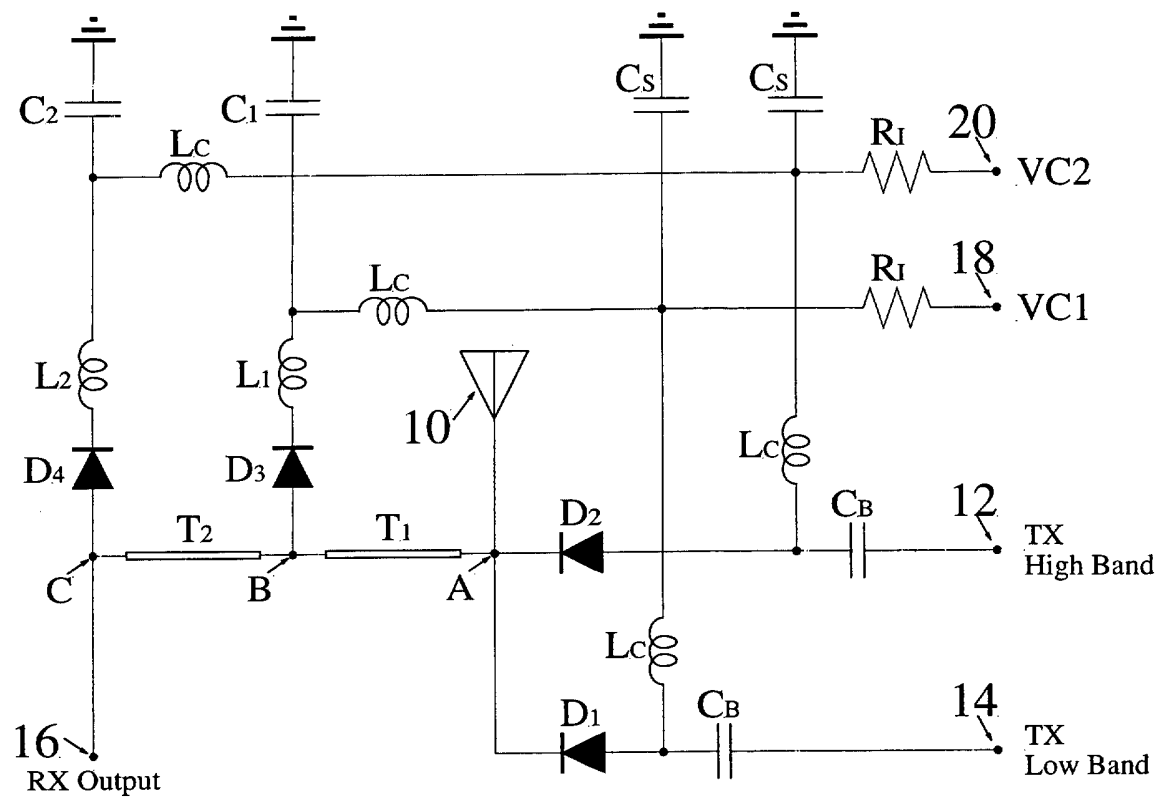 C2
C1
CS
CS
LC
RI
20
VC2
LC
RI
18
VC1
L2
L1
10
LC
D4
D3
T2
T1
D2
CB
12
TX
High Band
C
B
A
LC
D1
CB
14
TX
Low Band
16
RX Output